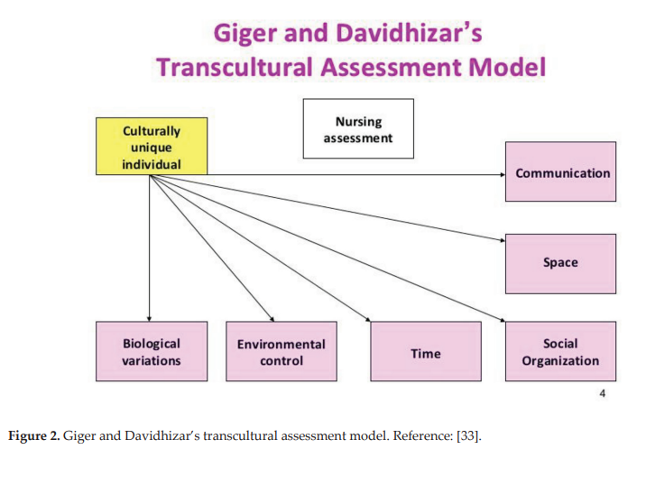 Giger and Davidhizar's
Transcultural Assessment Model
Culturally
unique
individual
Nursing
assessment
Communication
Space
Biological
variations
Environmental
control
Time
Social
Organization
4
Figure 2. Giger and Davidhizar's transcultural assessment model. Reference: [33].